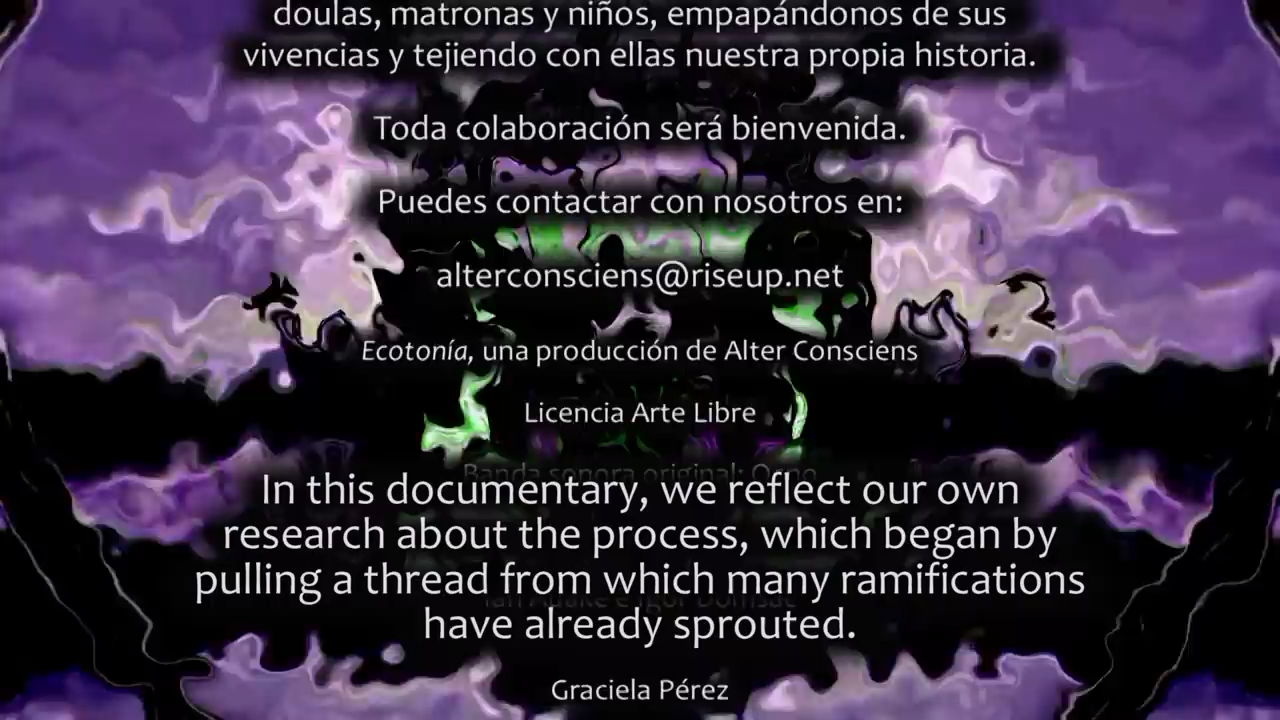 doulas, matronas y niños, empapándonos de sus
vivencias y tejiendo con ellas nuestra propia historia.
Toda colaboración será bienvenida.
Puedes contactar con nosotros en:
alterconsciens@riseup.net
Ecotonía, una producción de Alter Consciens
Licencia Arte Libre
Banda sonora original:
In this documentary, we reflect our own
research about the process, which began by
pulling a thread from which many ramifications
have already sprouted.
Graciela Pérez